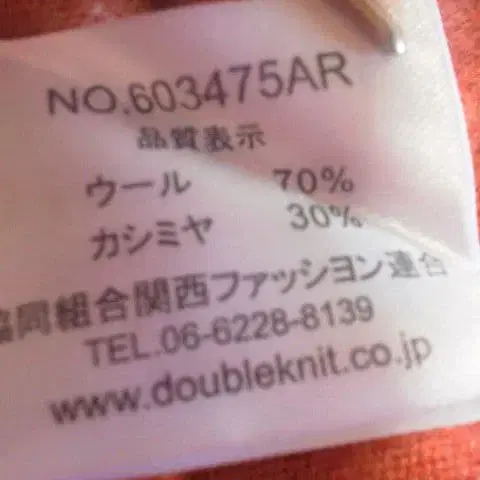 NO.603475AR
品質表示
ウール 70%
カシミヤ 30%
協同組合関西ファッシヨン連合
TEL.06-6228-8139
www.doubleknit.co.jp